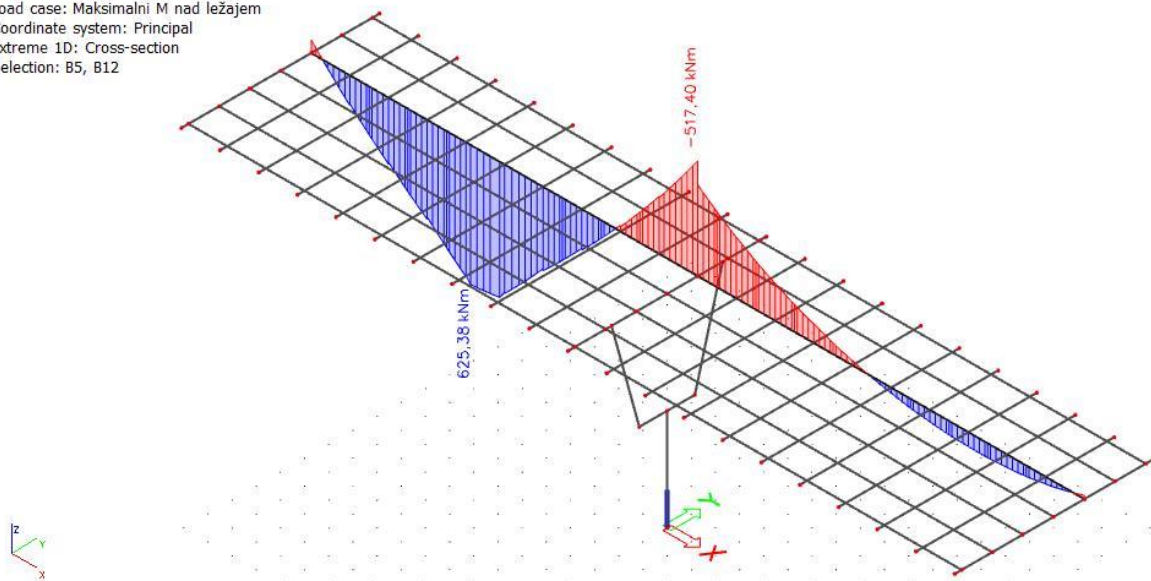 oad case: Maksimalni M nad ležajem
oordinate system: Principal
xtreme 1D: Cross-section
election: B5, B12
-517,40 kNm
625,38 kNm
Y
X
Z
Y
X